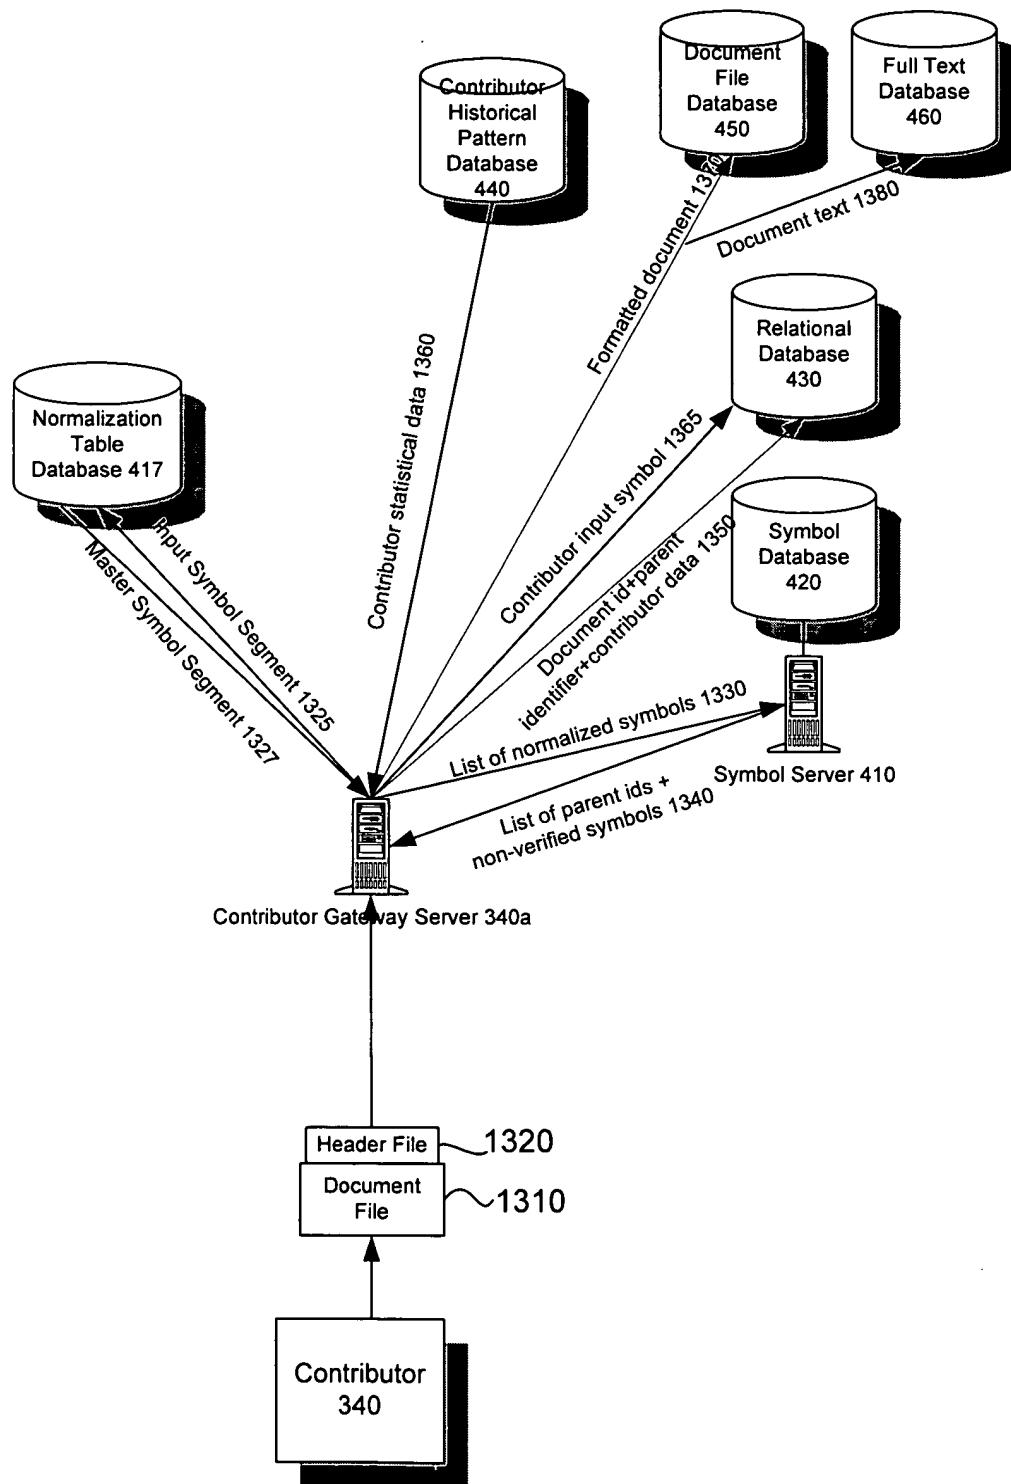 Contributor
Historical
Pattern
Database
440
Document
File
Database
450
Full Text
Database
460
Formatted document 1370
Document text 1380
Contributor statistical data 1360
Relational
Database
430
Normalization
Table
Database 417
Contributor input symbol 1365
Document id+parent
identifier+contributor data 1350
Symbol
Database
420
Input Symbol Segment 1325
Master Symbol Segment 1327
List of normalized symbols 1330
Symbol Server 410
List of parent ids +
non-verified symbols 1340
Contributor Gateway Server 340a
Header File
1320
Document
File
1310
Contributor
340